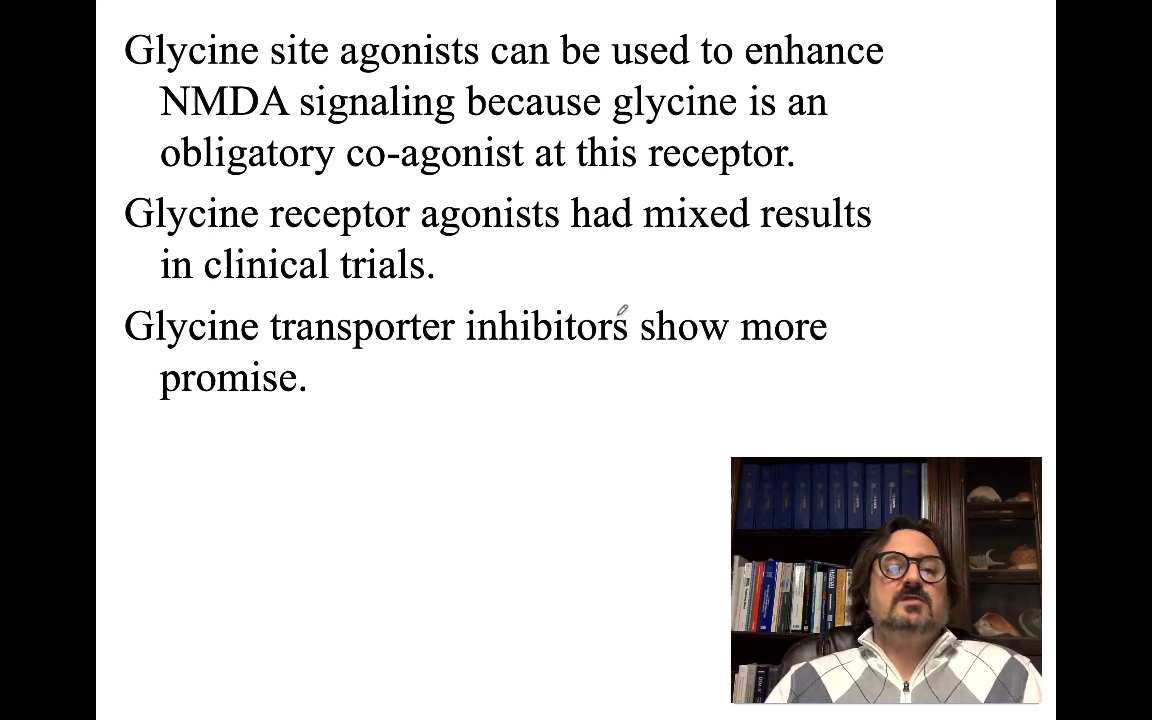 Glycine site agonists can be used to enhance
NMDA signaling because glycine is an
obligatory co-agonist at this receptor.
Glycine receptor agonists had mixed results
in clinical trials.
Glycine transporter inhibitors show more
promise.